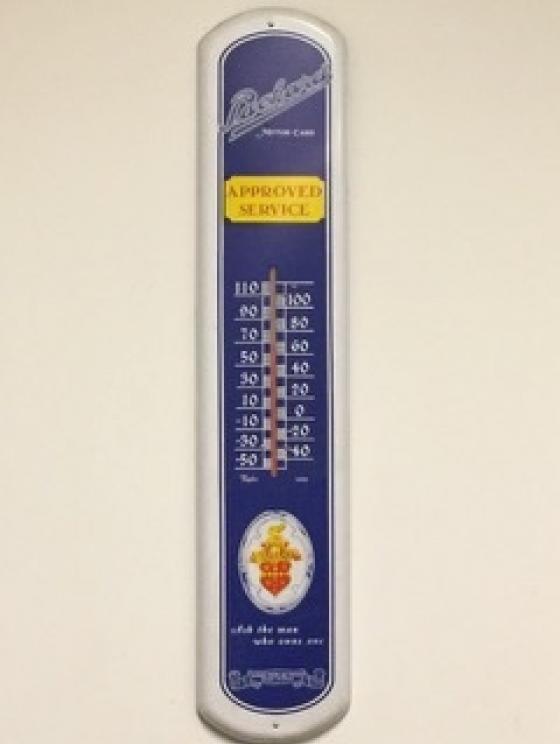 Packard
MOTOR CARS
APPROVED
SERVICE
110
100
90
80
70
60
50
40
30
20
10
0
-10
-20
-30
-40
-50
Ask the man
who owns one